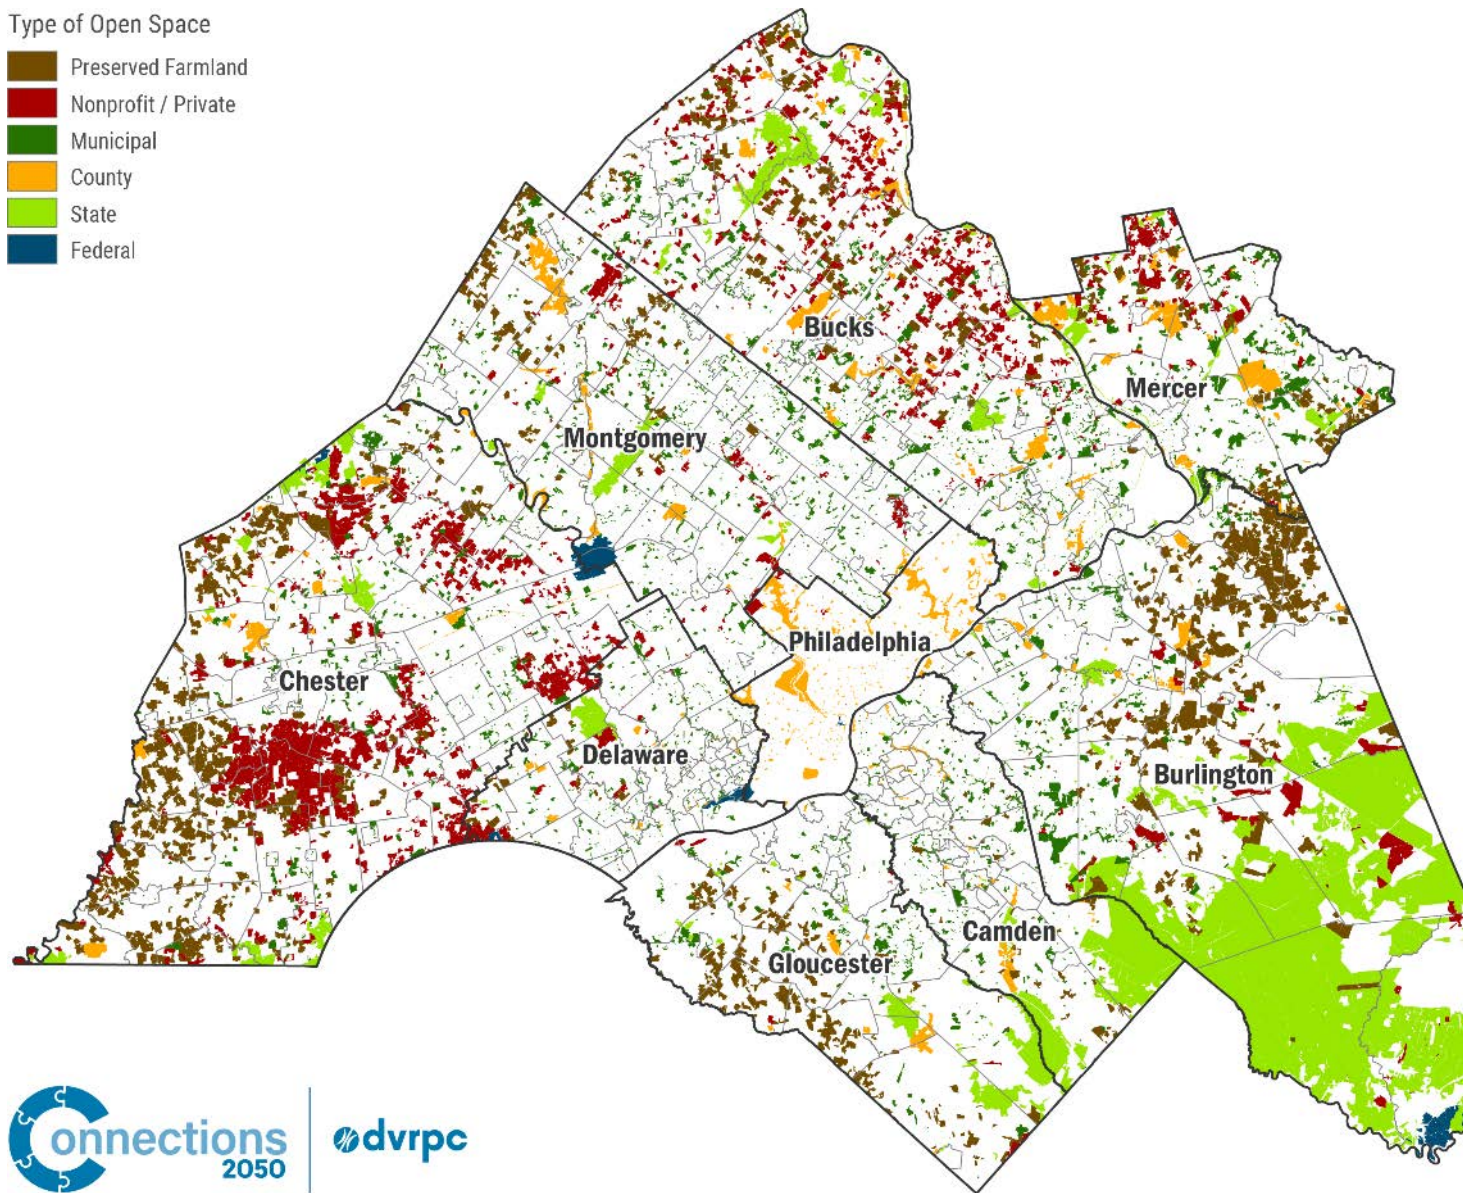 Type of Open Space
Preserved Farmland
Nonprofit / Private
Municipal
County
State
Federal
Bucks
Mercer
Montgomery
Philadelphia
Chester
Delaware
Burlington
Camden
Gloucester
Connections
2050
dvrpc